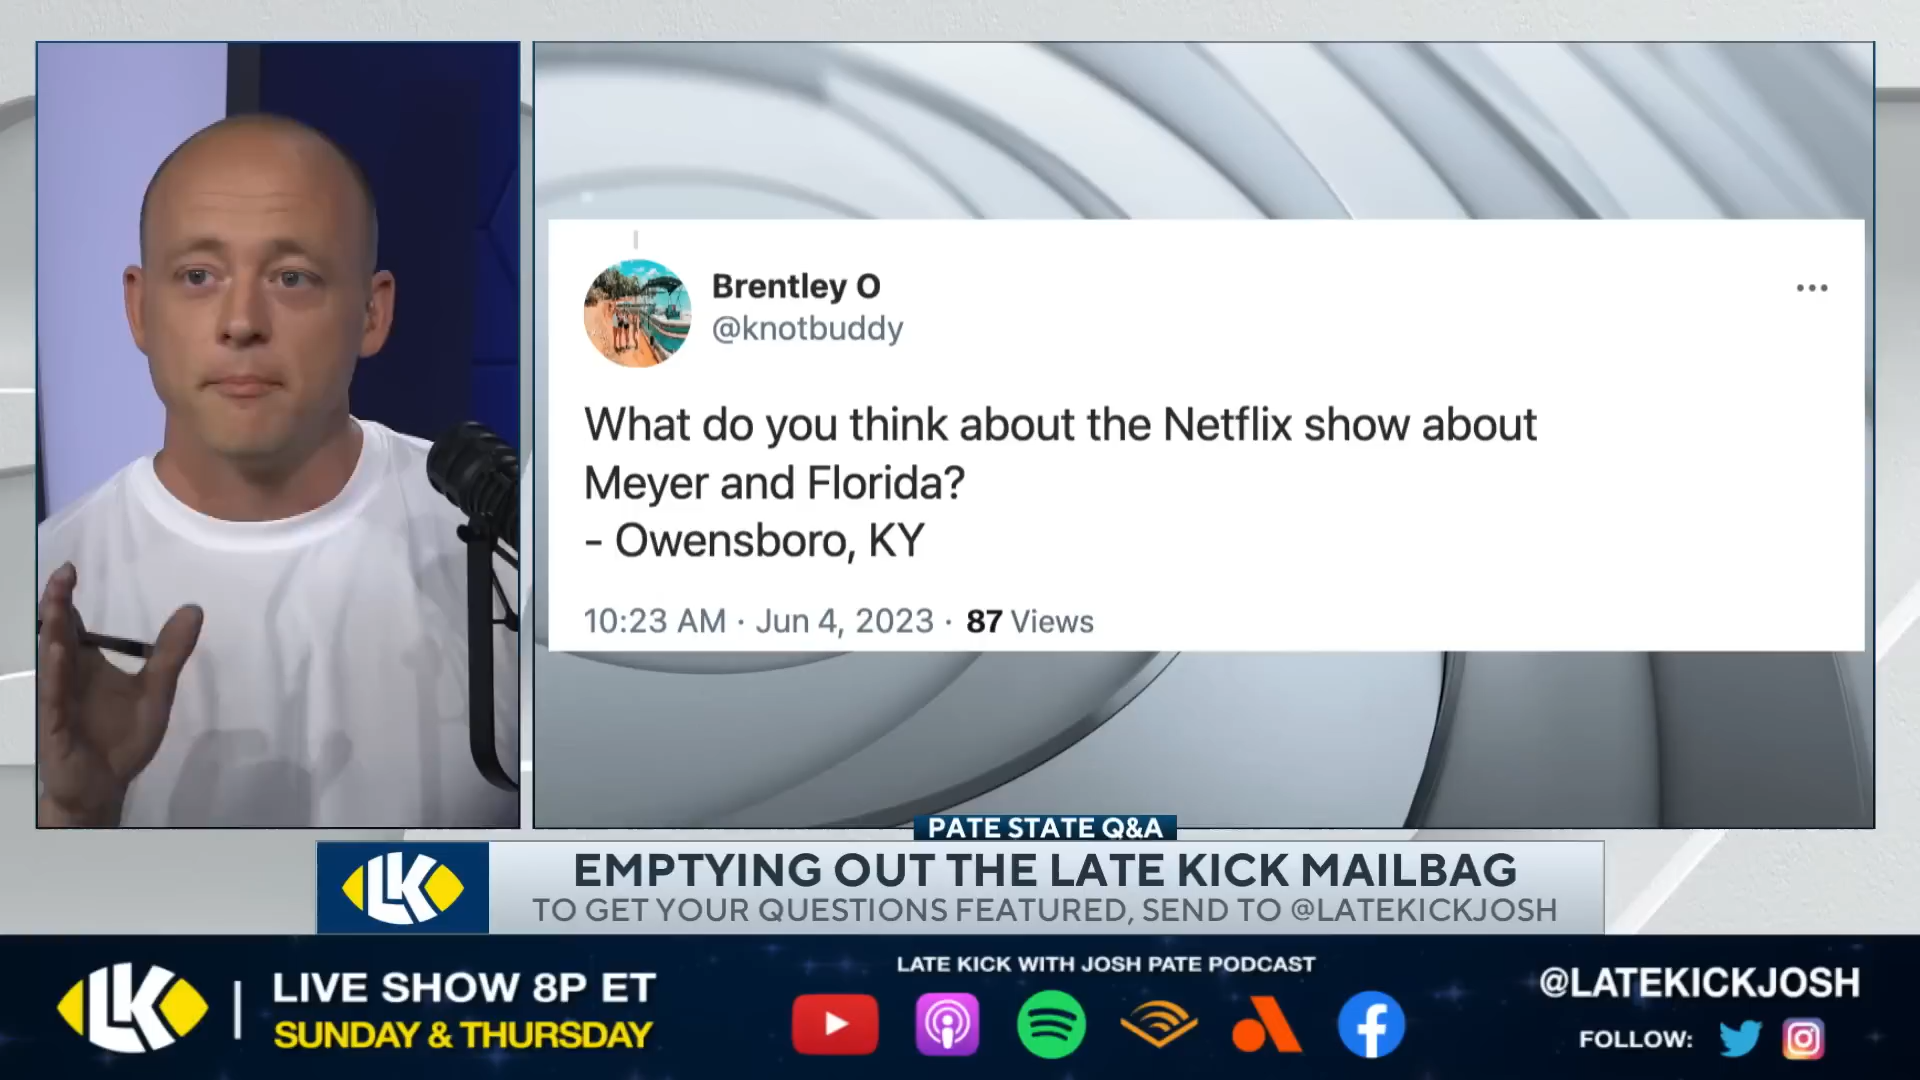 Brentley O
@knotbuddy
What do you think about the Netflix show about
Meyer and Florida?
- Owensboro, KY
10:23 AM · Jun 4, 2023 · 87 Views
PATE STATE Q&A
LK
EMPTYING OUT THE LATE KICK MAILBAG
TO GET YOUR QUESTIONS FEATURED, SEND TO @LATEKICKJOSH
LK
LIVE SHOW 8P ET
SUNDAY & THURSDAY
LATE KICK WITH JOSH PATE PODCAST
@LATEKICKJOSH
FOLLOW: